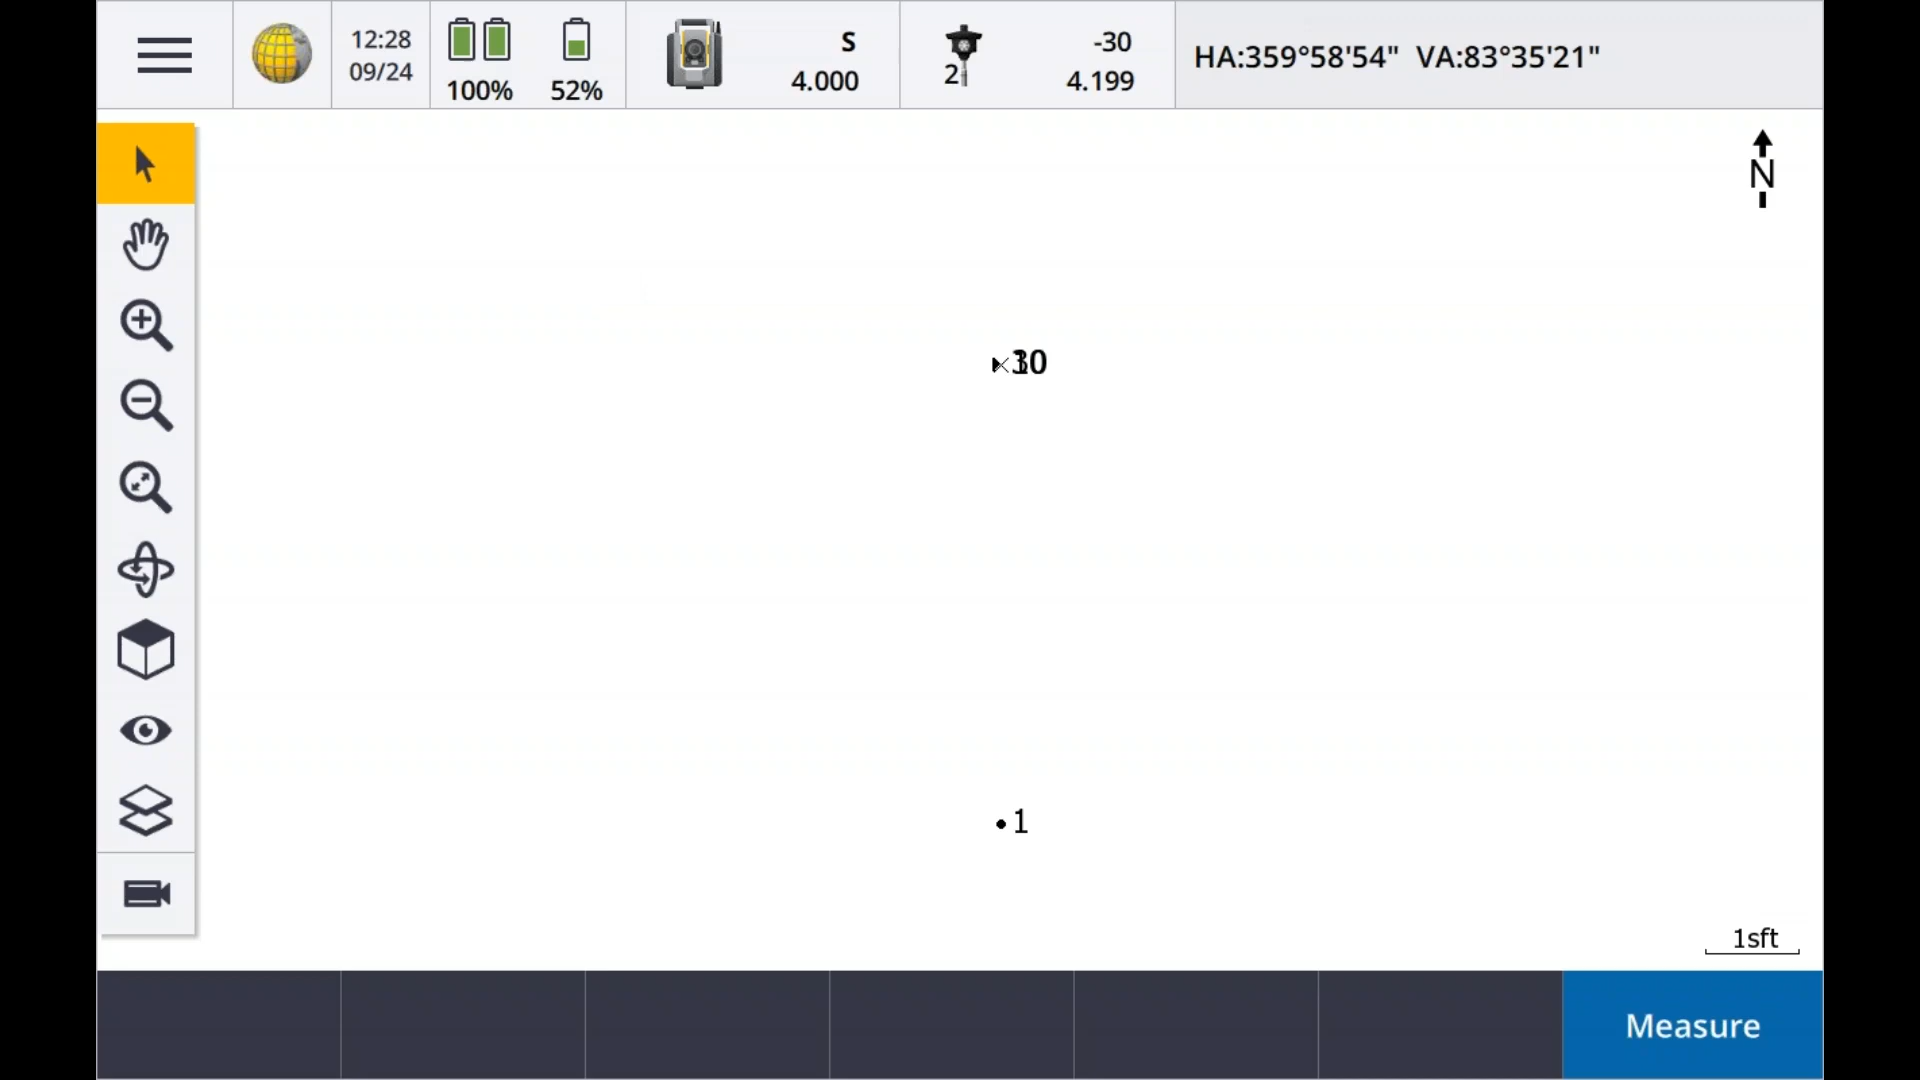 12:28
09/24
100%
52%
S
4.000
2
-30
4.199
HA:359°58'54" VA:83°35'21"
N
1
1sft
Measure